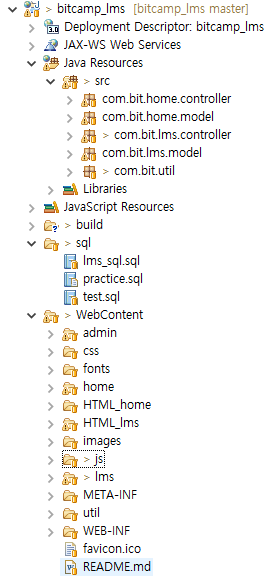 > bitcamp_lms [bitcamp_lms master]
Deployment Descriptor: bitcamp_lms
JAX-WS Web Services
Java Resources
> src
com.bit.home.controller
com.bit.home.model
> com.bit.lms.controller
com.bit.lms.model
> com.bit.util
Libraries
JavaScript Resources
> build
> sql
lms_sql.sql
practice.sql
test.sql
> WebContent
admin
css
fonts
home
HTML_home
HTML_lms
images
> js
> lms
META-INF
util
WEB-INF
favicon.ico
README.md